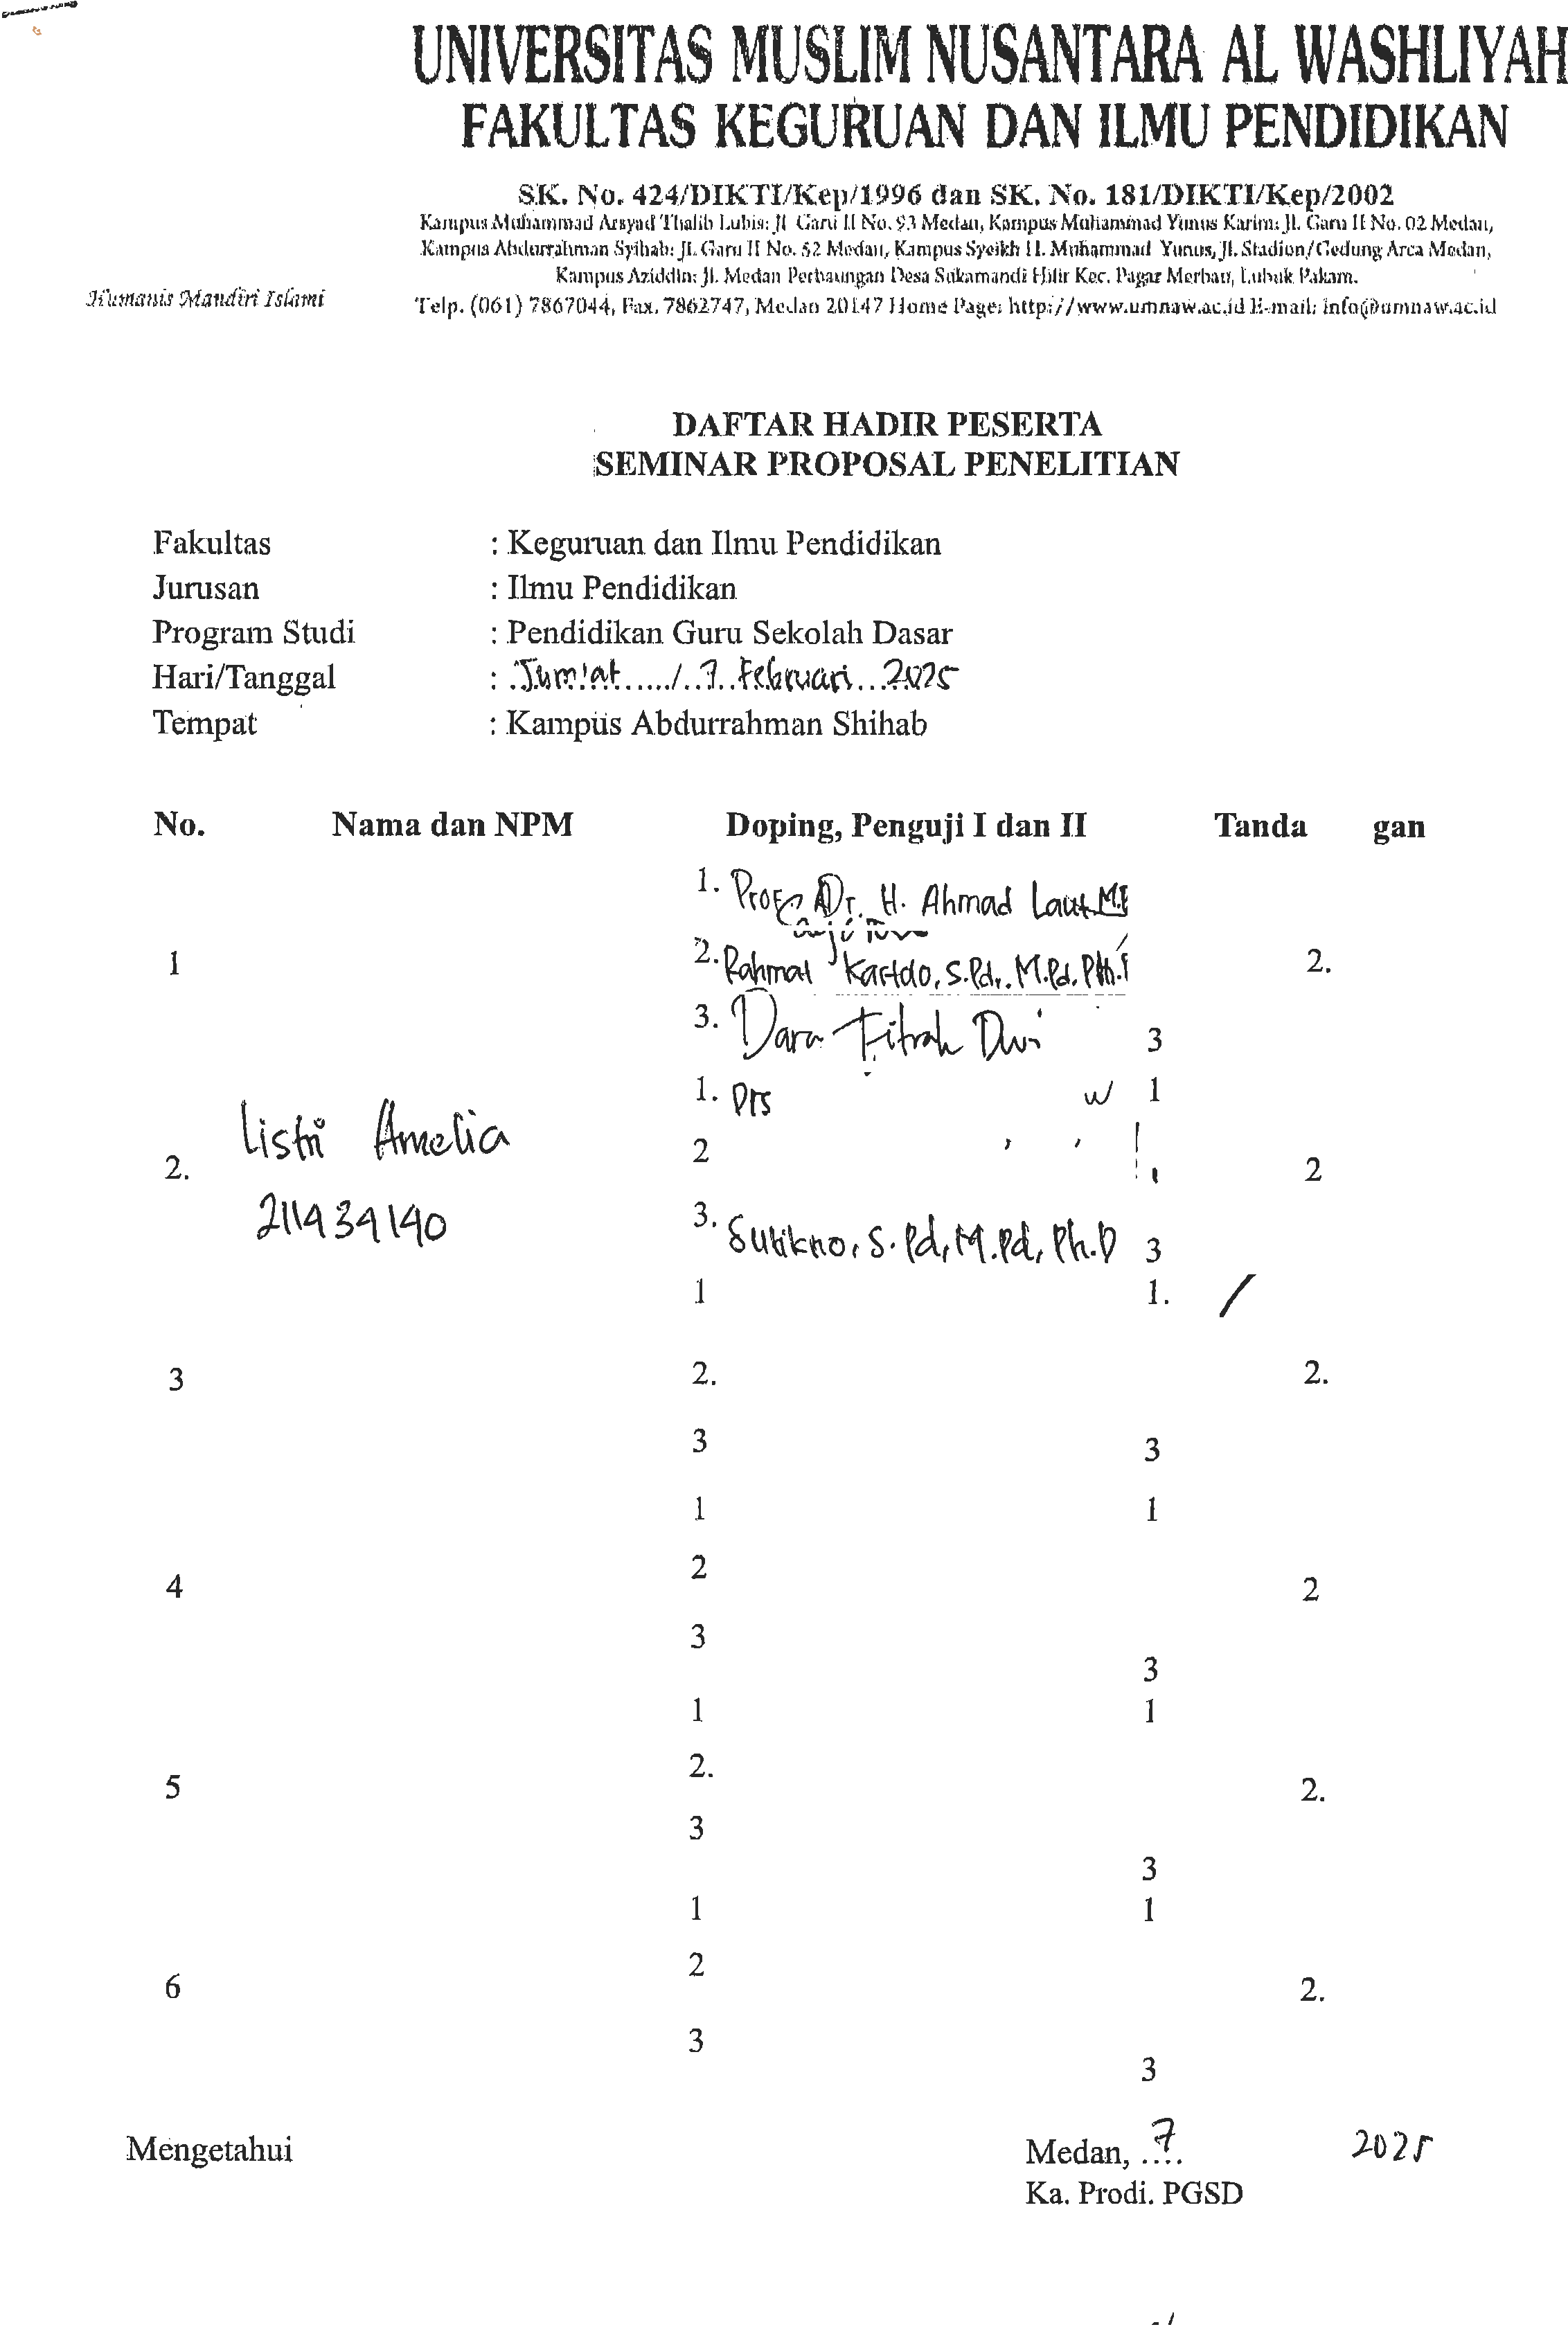 UNIVERSITAS MUSLIM NUSANTARA AL WASHLIYAH
FAKULTAS KEGURUAN DAN ILMU PENDIDIKAN
SK. No. 424/DIKTI/Kep/1996 dan SK. No. 181/DIKTI/Kep/2002
Kampus Muhammad Arsyad Thalib Lubis: Jl Garu II No. 93 Medan, Kampus Muhammad Yunus Karim: Jl. Garu II No. 02 Medan,
Kampus Abdurrahman Syihab: Jl. Garu II No. 52 Medan, Kampus Syeikh H. Muhammad Yunus, Jl. Stadion/Gedung Arca Medan,
Kampus Aziddin: Jl. Medan Perbaungan Desa Sukamandi Hilir Kec. Pagar Merbau, Lubuk Pakam.
Humanis Mandiri Islami
Telp. (061) 7867044, Fax. 7862747, Medan 20147 Home Page: http://www.umnaw.ac.id E-mail: info@umnaw.ac.id
DAFTAR HADIR PESERTA
SEMINAR PROPOSAL PENELITIAN
Fakultas : Keguruan dan Ilmu Pendidikan
Jurusan : Ilmu Pendidikan
Program Studi : Pendidikan Guru Sekolah Dasar
Hari/Tanggal : Jum'at / 7 Februari 2025
Tempat : Kampus Abdurrahman Shihab
No. Nama dan NPM Doping, Penguji I dan II Tanda gan
1. Prof Dr. H. Ahmad Laut
1 2. Rahmat Kartolo, S.Pd., M.Pd, Ph. 2.
3. Dara Fitrah Dwi 3
1. Drs 1
Listri Amelia
2. 2 2
211434140
3. Sutikno, S.Pd, M.Pd, Ph.D 3
1 1.
3 2. 2.
3 3
1 1
4 2 2
3 3
1 1
5 2. 2.
3 3
1 1
6 2 2.
3 3
Mengetahui Medan, 7 2025
Ka. Prodi. PGSD